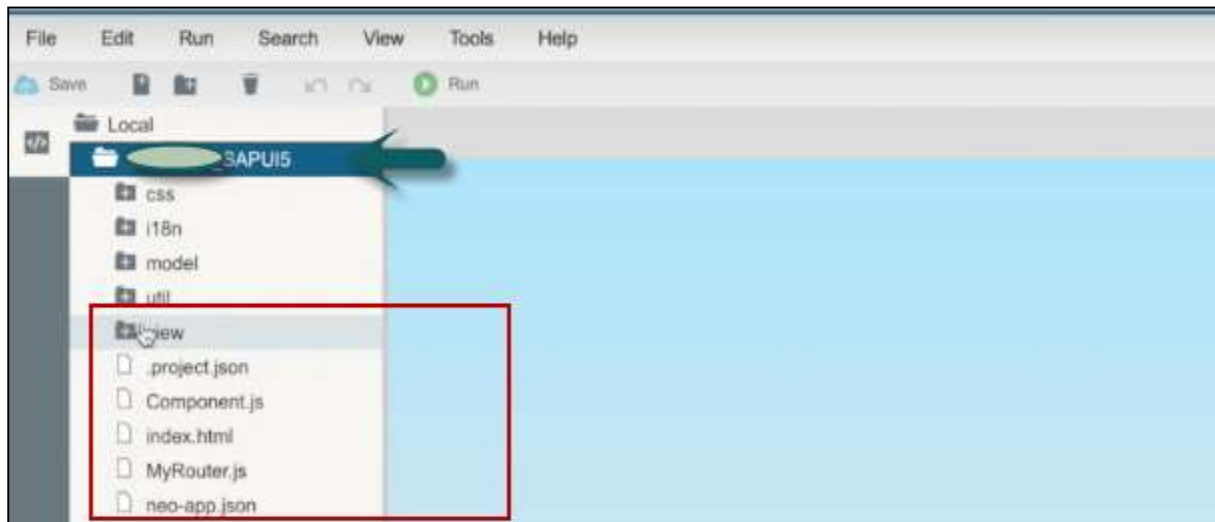 File Edit Run Search View Tools Help
Save Run
Local
_SAPUI5
css
i18n
model
util
view
.project.json
Component.js
index.html
MyRouter.js
neo-app.json